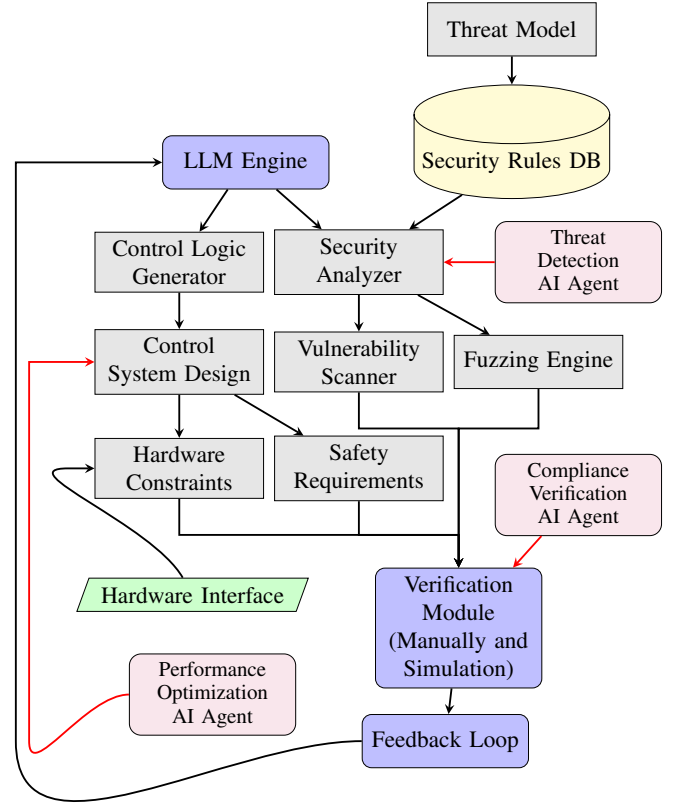 Threat Model
Security Rules DB
LLM Engine
Control Logic
Generator
Security
Analyzer
Threat
Detection
AI Agent
Control
System Design
Vulnerability
Scanner
Fuzzing Engine
Hardware
Constraints
Safety
Requirements
Compliance
Verification
AI Agent
Hardware Interface
Verification
Module
(Manually and
Simulation)
Performance
Optimization
AI Agent
Feedback Loop